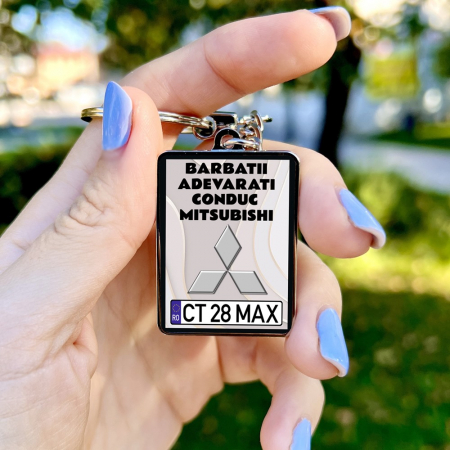 BARBATII
ADEVARATI
CONDUC
MITSUBISHI
RO CT 28 MAX